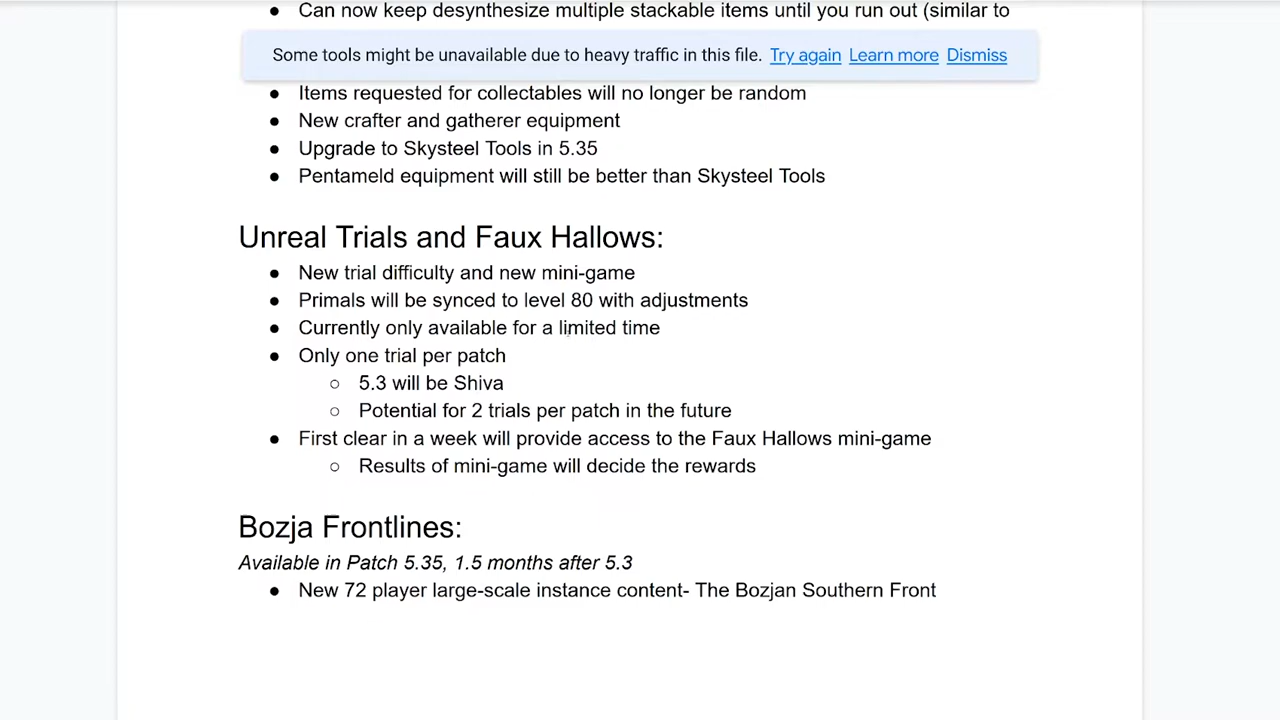 ● Can now keep desynthesize multiple stackable items until you run out (similar to
Some tools might be unavailable due to heavy traffic in this file. Try again Learn more Dismiss
● Items requested for collectables will no longer be random
● New crafter and gatherer equipment
● Upgrade to Skysteel Tools in 5.35
● Pentameld equipment will still be better than Skysteel Tools
Unreal Trials and Faux Hallows:
● New trial difficulty and new mini-game
● Primals will be synced to level 80 with adjustments
● Currently only available for a limited time
● Only one trial per patch
○ 5.3 will be Shiva
○ Potential for 2 trials per patch in the future
● First clear in a week will provide access to the Faux Hallows mini-game
○ Results of mini-game will decide the rewards
Bozja Frontlines:
Available in Patch 5.35, 1.5 months after 5.3
● New 72 player large-scale instance content- The Bozjan Southern Front